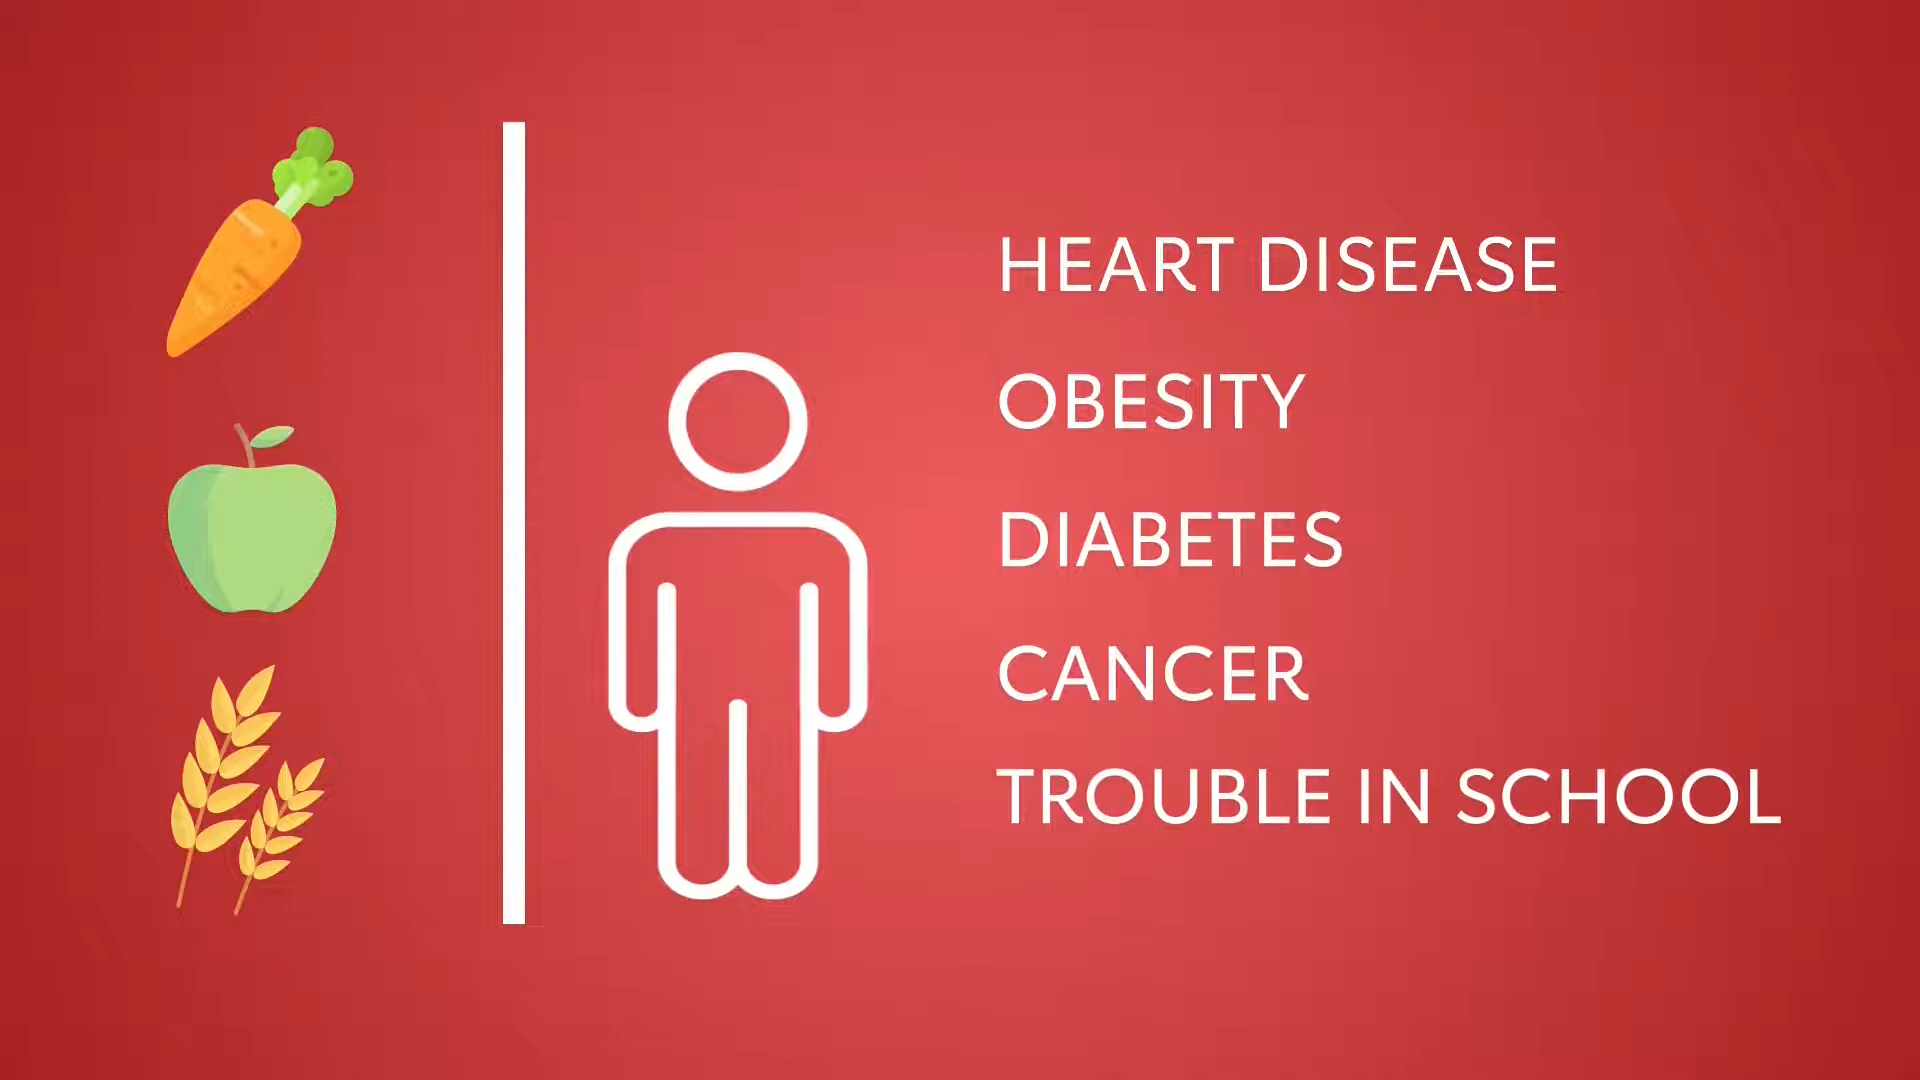 HEART DISEASE
OBESITY
DIABETES
CANCER
TROUBLE IN SCHOOL